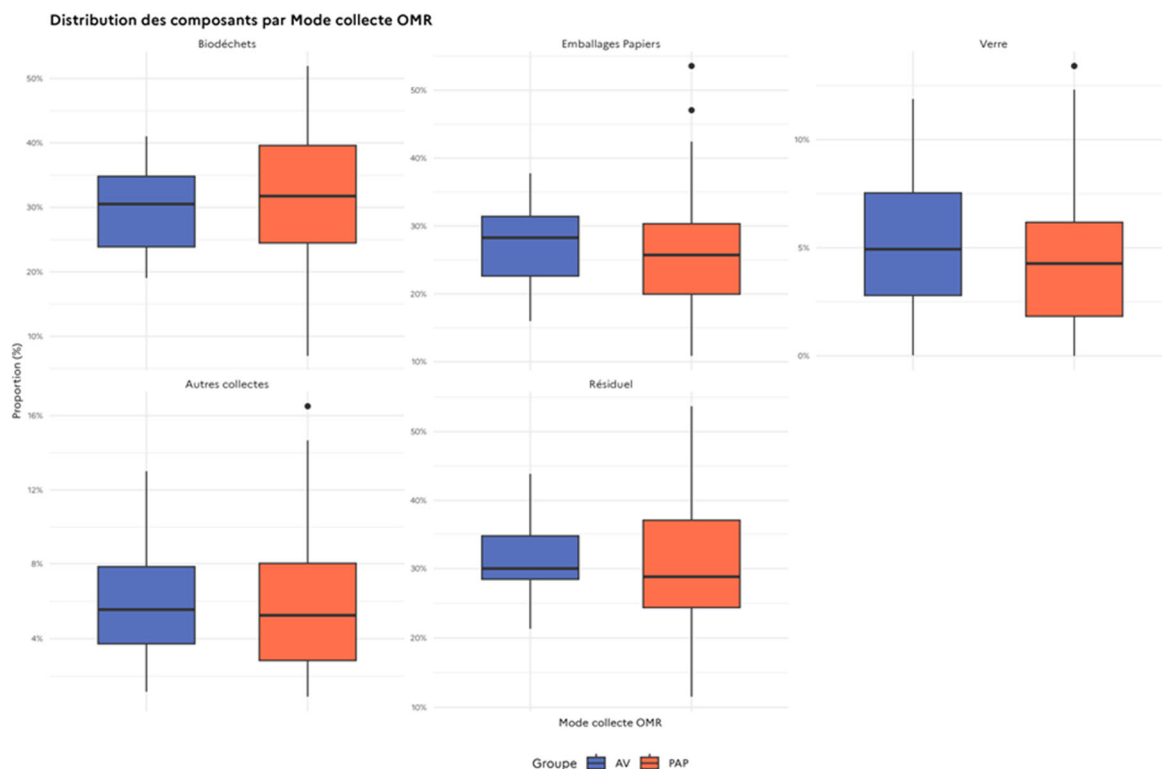 Distribution des composants par Mode collecte OMR
Biodéchets
50%
40%
30%
20%
10%
Emballages Papiers
50%
40%
30%
20%
10%
Verre
10%
5%
0%
Proportion (%)
Autres collectes
16%
12%
8%
4%
Résiduel
50%
40%
30%
20%
10%
Mode collecte OMR
Groupe AV PAP